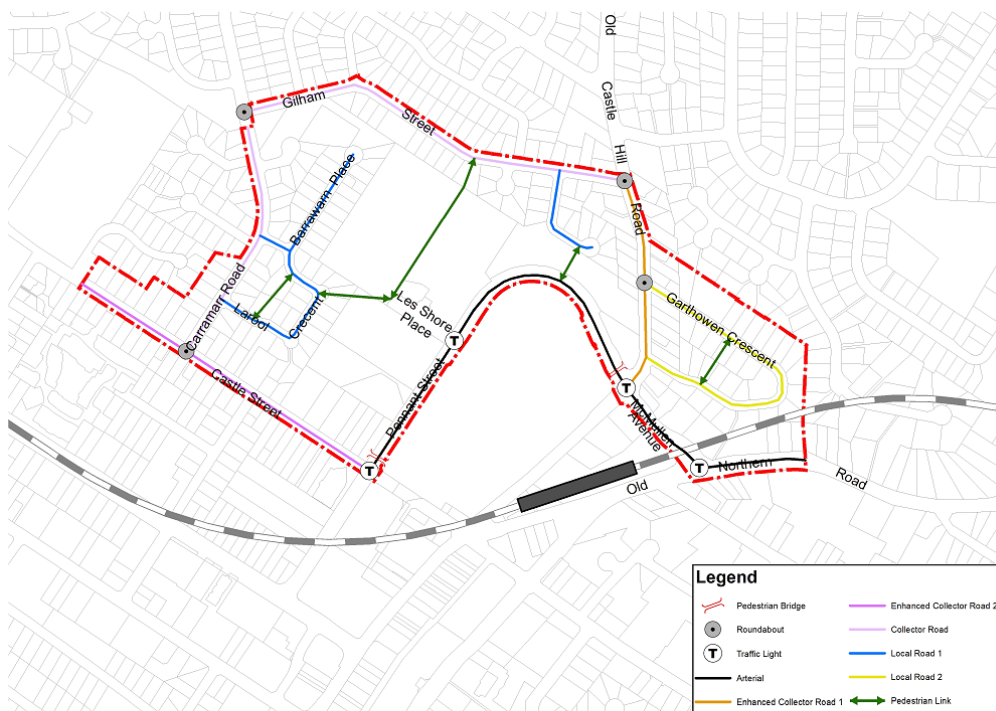 Old
Castle
Hill
Road
Gilham
Street
Barrawarn Place
Carramarr Road
Larool
Crecent
Les Shore
Place
Pennant Street
Castle Street
Garthowen Crescent
McMullen
Avenue
Old
Northern
Road
T
T
T
T
Legend
Pedestrian Bridge
Roundabout
T
Traffic Light
Arterial
Enhanced Collector Road 1
Enhanced Collector Road 2
Collector Road
Local Road 1
Local Road 2
Pedestrian Link